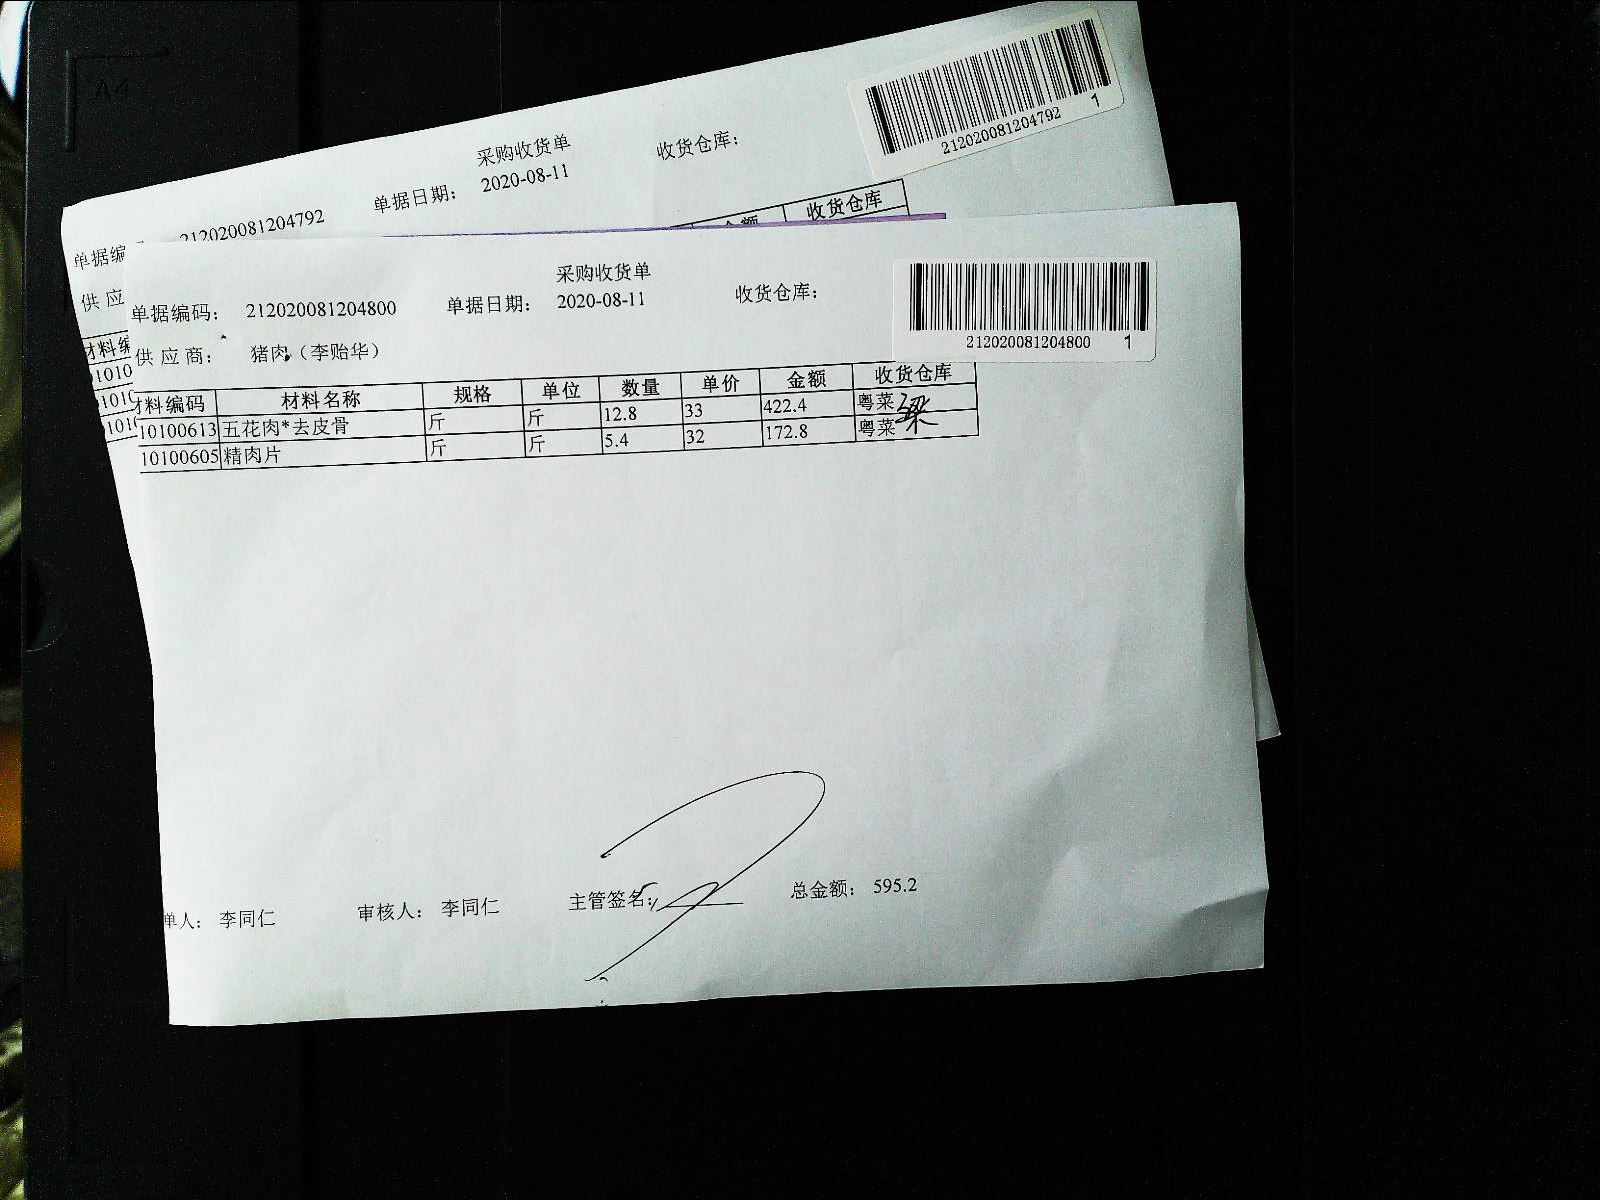 A4
采购收货单
收货仓库：
212020081204792 1
单据编 212020081204792 单据日期： 2020-08-11
供 应
材料编 金额 收货仓库
采购收货单
单据编码： 212020081204800 单据日期： 2020-08-11 收货仓库：
212020081204800 1
供 应 商： 猪肉（李贻华）
材料编码 材料名称 规格 单位 数量 单价 金额 收货仓库
10100613 五花肉*去皮骨 斤 斤 12.8 33 422.4 粤菜
10100605 精肉片 斤 斤 5.4 32 172.8 粤菜
单人： 李同仁 审核人： 李同仁 主管签名： 总金额： 595.2